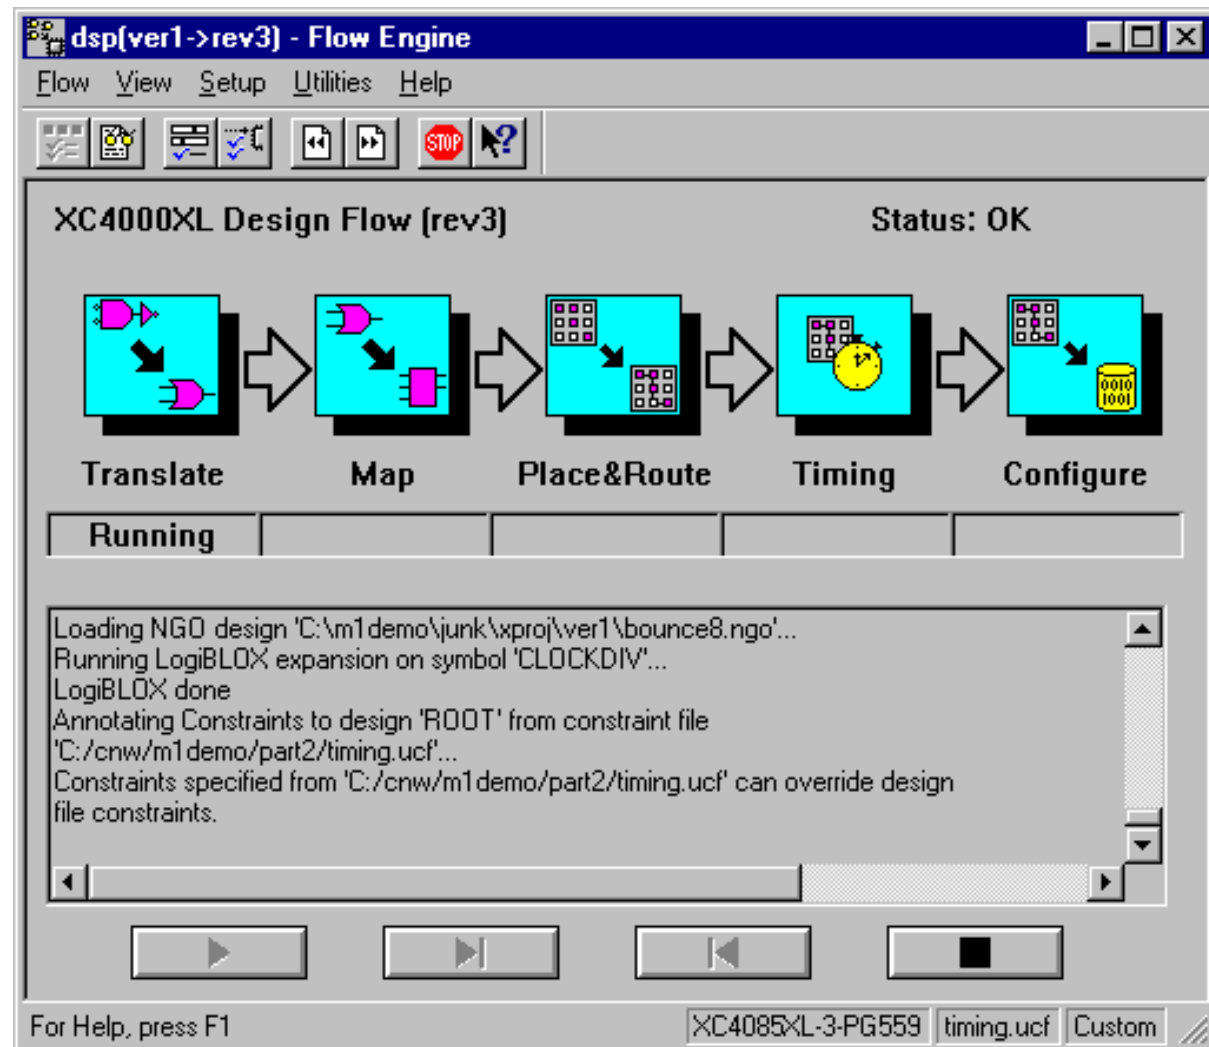 dsp(ver1->rev3) - Flow Engine
Flow View Setup Utilities Help
STOP
XC4000XL Design Flow (rev3) Status: OK
0010
1001
Translate Map Place&Route Timing Configure
Running
Loading NGO design 'C:\m1demo\junk\xproj\ver1\bounce8.ngo'...
Running LogiBLOX expansion on symbol 'CLOCKDIV'...
LogiBLOX done
Annotating Constraints to design 'ROOT' from constraint file
'C:/cnw/m1demo/part2/timing.ucf'...
Constraints specified from 'C:/cnw/m1demo/part2/timing.ucf' can override design
file constraints.
For Help, press F1 XC4085XL-3-PG559 timing.ucf Custom